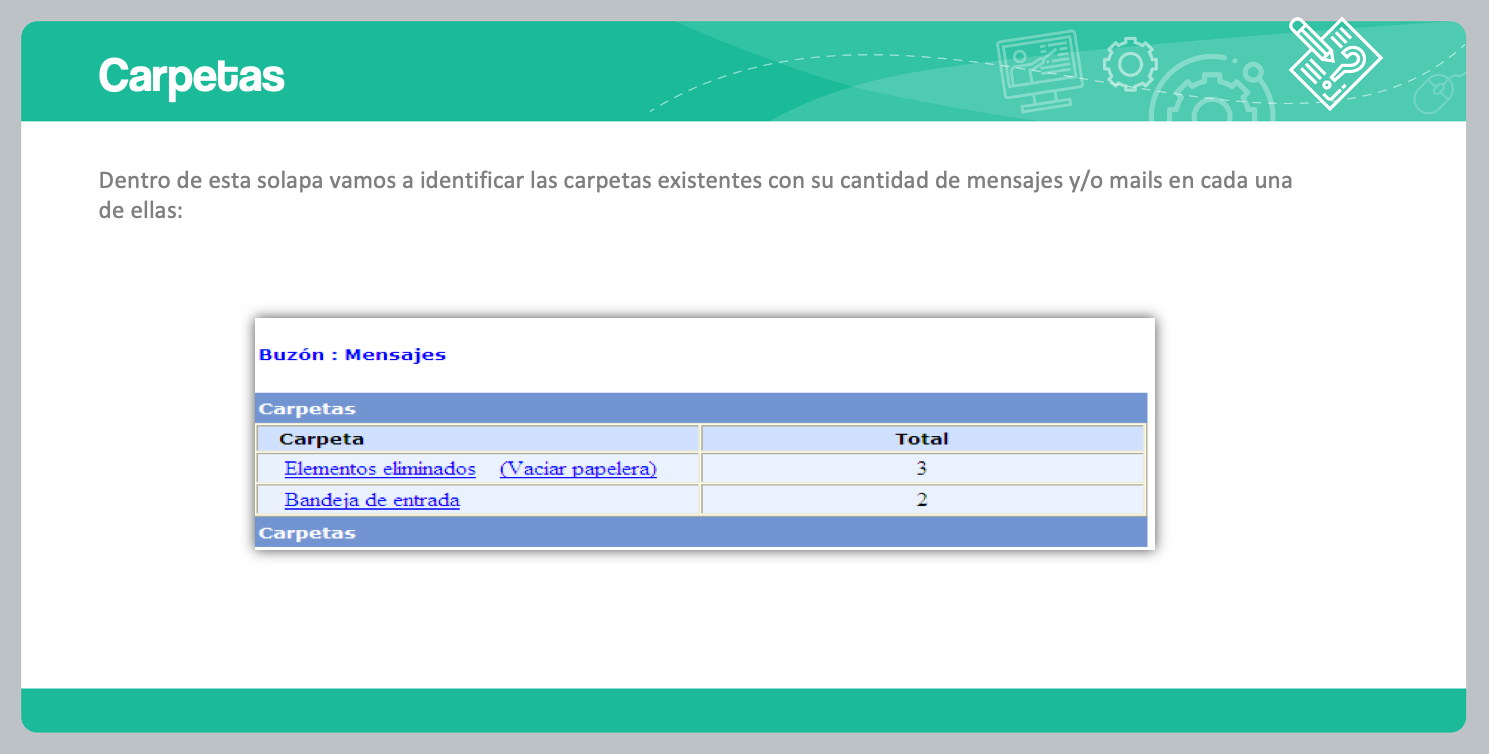 Carpetas
Dentro de esta solapa vamos a identificar las carpetas existentes con su cantidad de mensajes y/o mails en cada una
de ellas:
Buzón : Mensajes
Carpetas
Carpeta Total
Elementos eliminados (Vaciar papelera) 3
Bandeja de entrada 2
Carpetas